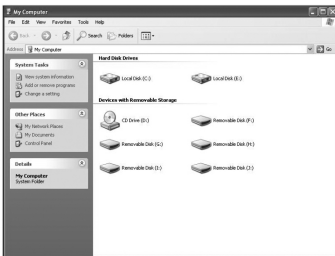 My Computer
File Edit View Favorites Tools Help
Back Search Folders
Address My Computer Go
System Tasks
View system information
Add or remove programs
Change a setting
Other Places
My Network Places
My Documents
Control Panel
Details
My Computer
System Folder
Hard Disk Drives
Local Disk (C:) Local Disk (E:)
Devices with Removable Storage
CD Drive (D:) Removable Disk (F:)
Removable Disk (G:) Removable Disk (H:)
Removable Disk (I:) Removable Disk (J:)